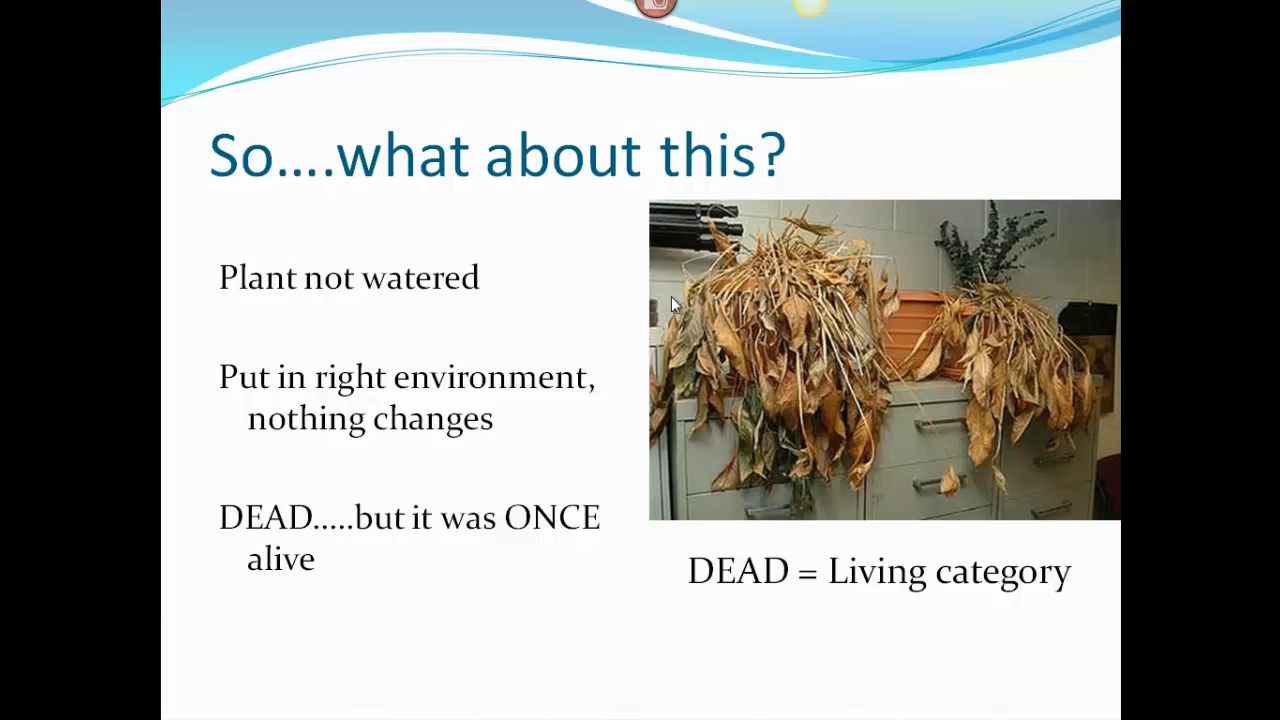 So....what about this?
Plant not watered
Put in right environment,
nothing changes
DEAD.....but it was ONCE
alive
DEAD = Living category